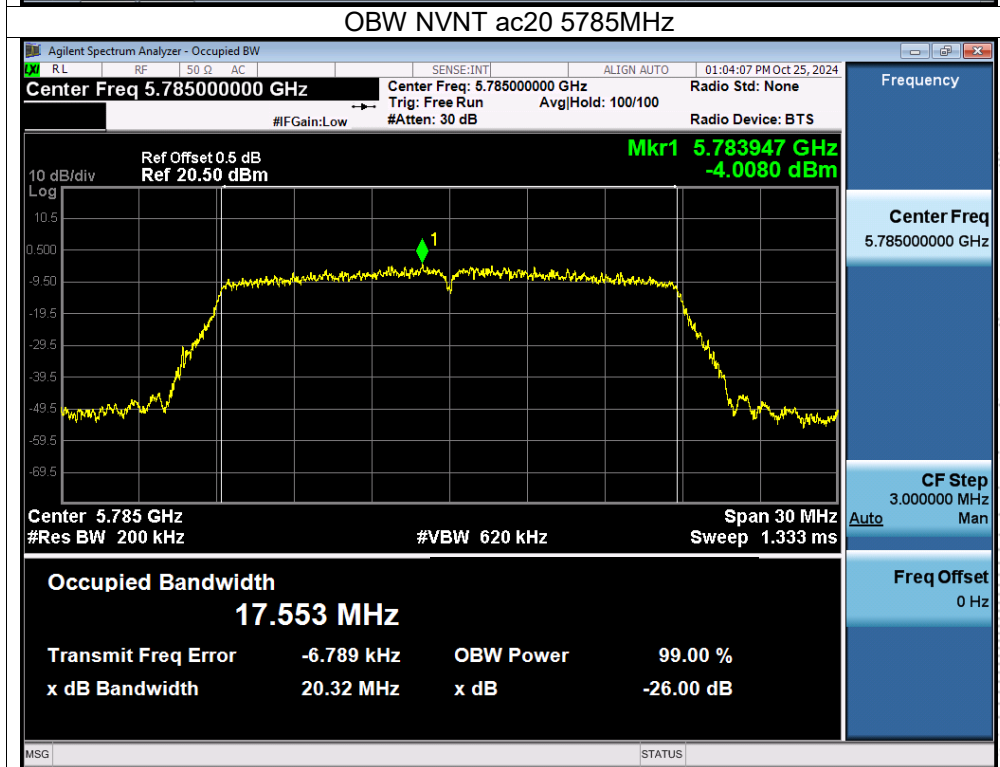 OBW NVNT ac20 5785MHz
Agilent Spectrum Analyzer - Occupied BW
LXI RL RF 50 Ω AC SENSE:INT ALIGN AUTO 01:04:07 PM Oct 25, 2024
Center Freq 5.785000000 GHz
Center Freq: 5.785000000 GHz Radio Std: None
Trig: Free Run Avg|Hold: 100/100
#IFGain:Low #Atten: 30 dB Radio Device: BTS
Frequency
Mkr1 5.783947 GHz
-4.0080 dBm
Ref Offset 0.5 dB
10 dB/div Ref 20.50 dBm
Log
10.5
0.500
-9.50
-19.5
-29.5
-39.5
-49.5
-59.5
-69.5
1
Center Freq
5.785000000 GHz
CF Step
3.000000 MHz
Auto Man
Center 5.785 GHz Span 30 MHz
#Res BW 200 kHz #VBW 620 kHz Sweep 1.333 ms
Freq Offset
0 Hz
Occupied Bandwidth
17.553 MHz
Transmit Freq Error -6.789 kHz OBW Power 99.00 %
x dB Bandwidth 20.32 MHz x dB -26.00 dB
MSG STATUS